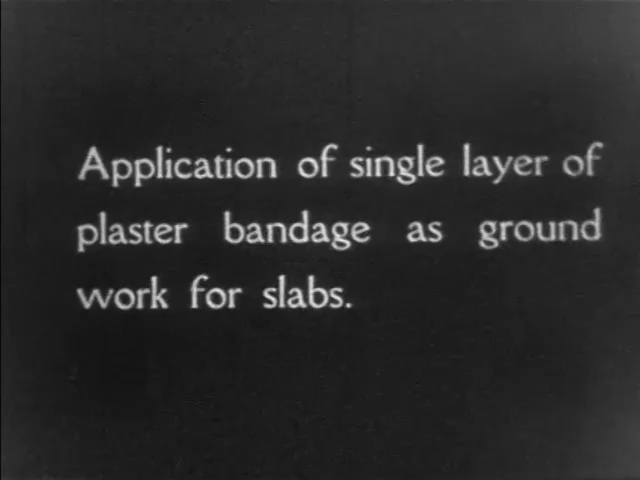 Application of single layer of
plaster bandage as ground
work for slabs.